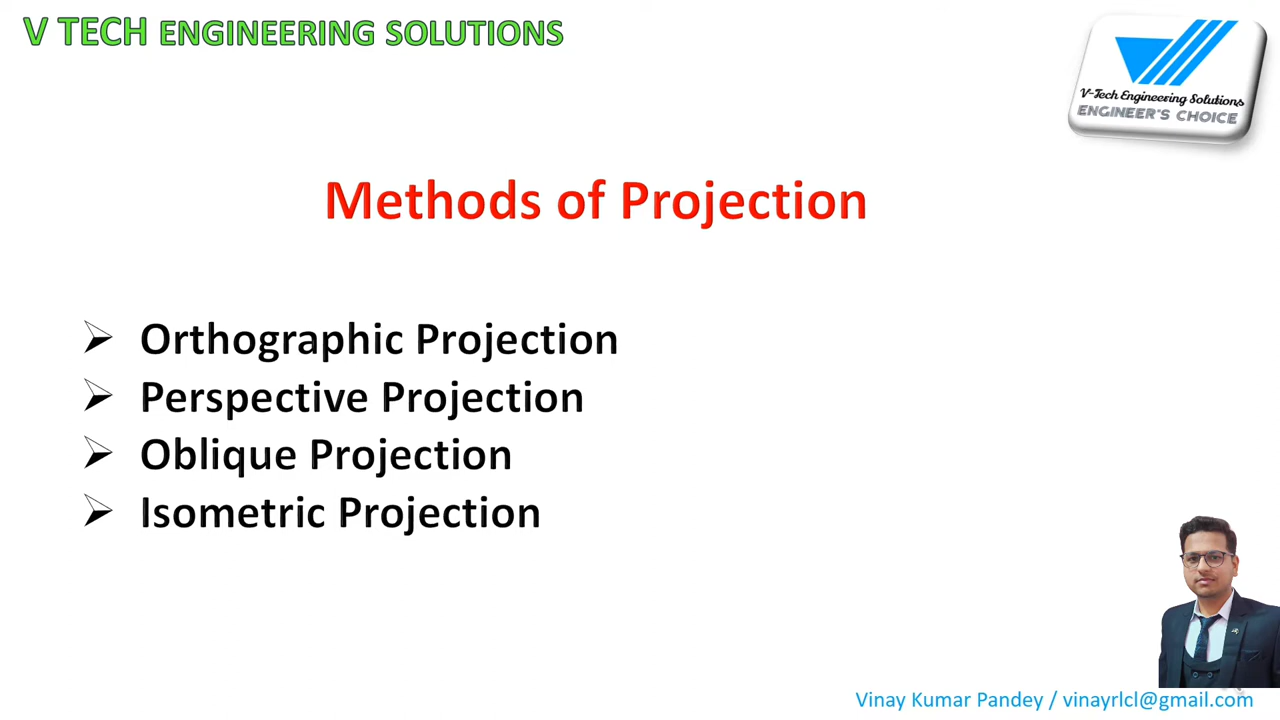 V TECH ENGINEERING SOLUTIONS
V-Tech Engineering Solutions
ENGINEER'S CHOICE
Methods of Projection
Orthographic Projection
Perspective Projection
Oblique Projection
Isometric Projection
Vinay Kumar Pandey / vinayrlcl@gmail.com